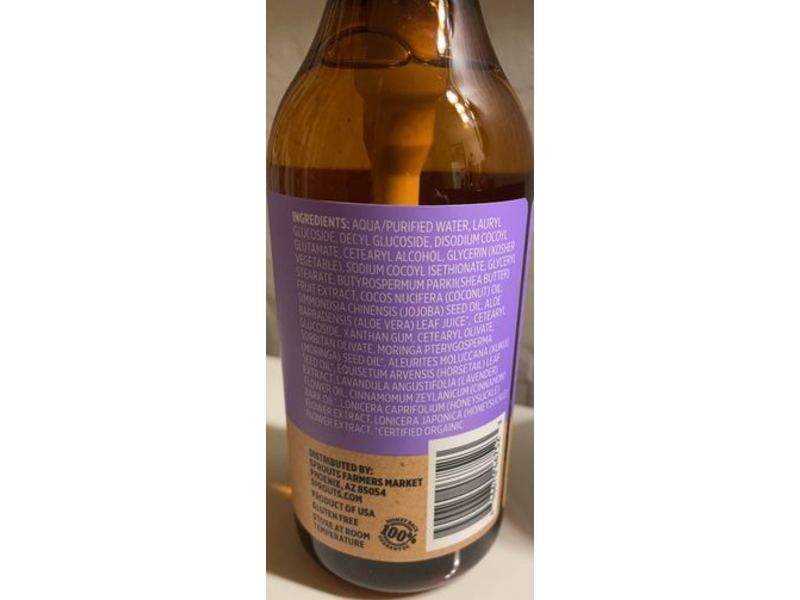 INGREDIENTS: AQUA/PURIFIED WATER, LAURYL
GLUCOSIDE, DECYL GLUCOSIDE, DISODIUM COCOYL
GLUTAMATE, CETEARYL ALCOHOL, GLYCERIN (KOSHER
VEGETABLE), SODIUM COCOYL ISETHIONATE, GLYCERYL
STEARATE, BUTYROSPERMUM PARKII(SHEA BUTTER)
FRUIT EXTRACT, COCOS NUCIFERA (COCONUT) OIL,
SIMMONDSIA CHINENSIS (JOJOBA) SEED OIL, ALOE
BARBADENSIS (ALOE VERA) LEAF JUICE*, CETEARYL
GLUCOSIDE, XANTHAN GUM, CETEARYL OLIVATE,
SORBITAN OLIVATE, MORINGA PTERYGOSPERMA
(MORINGA) SEED OIL*, ALEURITES MOLUCCANA (KUKUI)
SEED OIL*, EQUISETUM ARVENSIS (HORSETAIL) LEAF
EXTRACT, LAVANDULA ANGUSTIFOLIA (LAVENDER)
FLOWER OIL, CINNAMOMUM ZEYLANICUM (CINNAMON)
BARK OIL*, LONICERA CAPRIFOLIUM (HONEYSUCKLE)
FLOWER EXTRACT, LONICERA JAPONICA (HONEYSUCKLE)
FLOWER EXTRACT. *CERTIFIED ORGAINIC
DISTRIBUTED BY:
SPROUTS FARMERS MARKET
PHOENIX, AZ 85054
SPROUTS.COM
PRODUCT OF USA
GLUTEN FREE
STORE AT ROOM
TEMPERATURE
MONEY BACK
100%
GUARANTEE